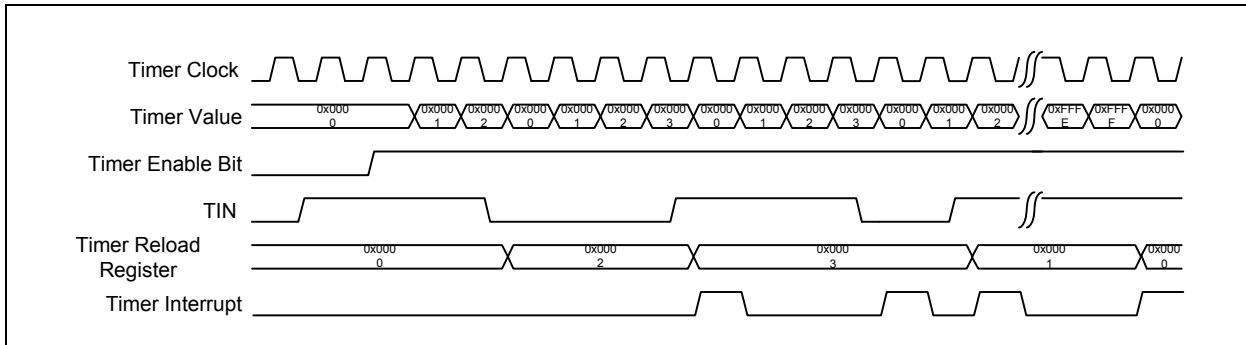 Timer Clock
Timer Value
0x000 0
0x000 1
0x000 2
0x000 0
0x000 1
0x000 2
0x000 3
0x000 0
0x000 1
0x000 2
0x000 3
0x000 0
0x000 1
0x000 2
0xFFF E
0xFFF F
0x000 0
Timer Enable Bit
TIN
Timer Reload
Register
0x000 0
0x000 2
0x000 3
0x000 1
0x000 0
Timer Interrupt